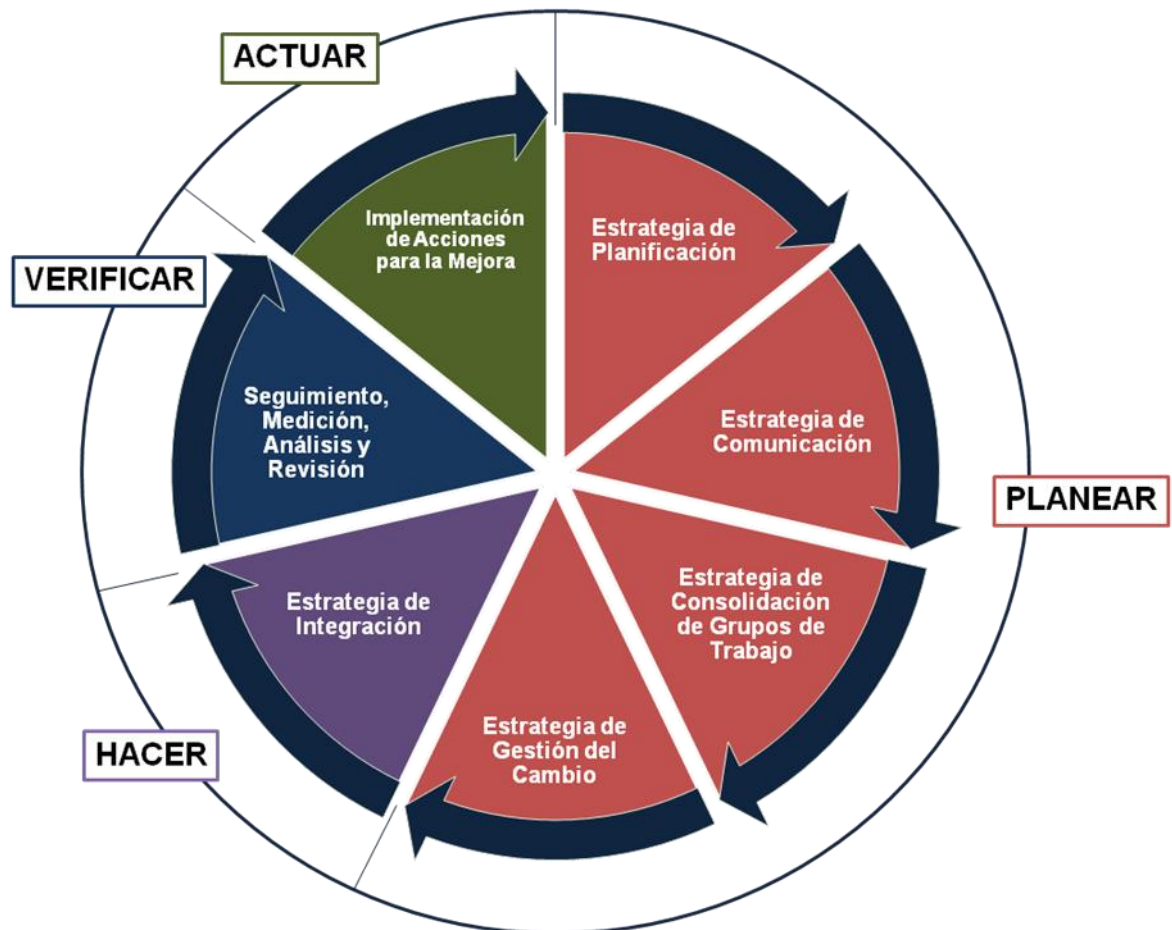 ACTUAR
Implementación
de Acciones
para la Mejora
Estrategia de
Planificación
VERIFICAR
Seguimiento,
Medición,
Análisis y
Revisión
Estrategia de
Comunicación
PLANEAR
Estrategia de
Integración
Estrategia de
Consolidación
de Grupos de
Trabajo
HACER
Estrategia de
Gestión del
Cambio